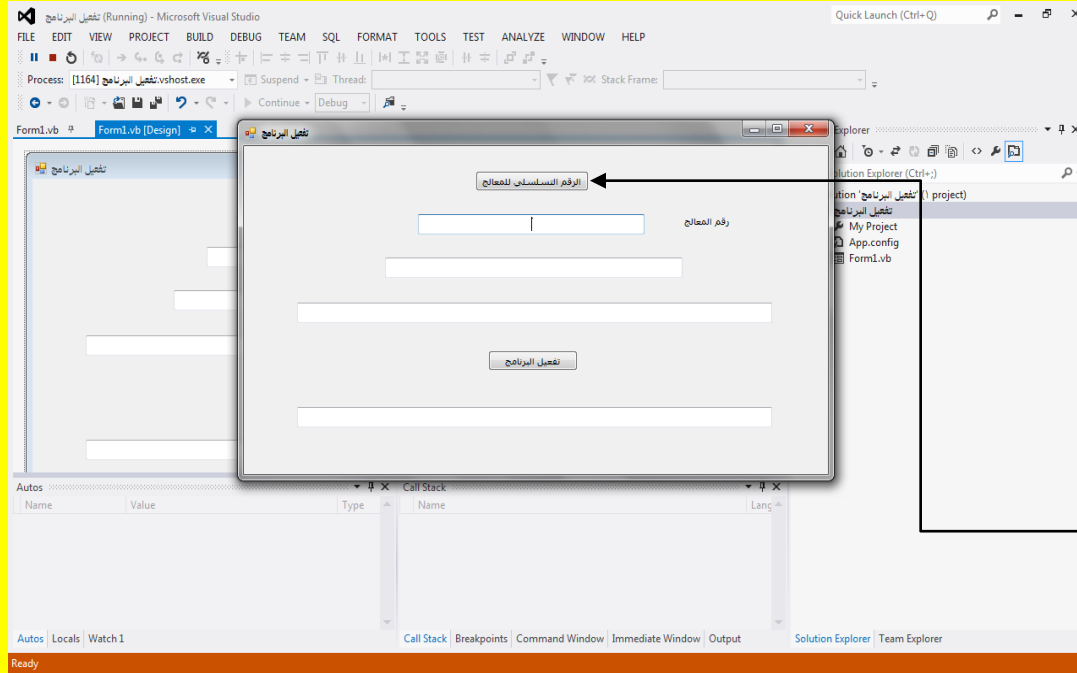 تفعيل البرنامج (Running) - Microsoft Visual Studio
Quick Launch (Ctrl+Q)
FILE EDIT VIEW PROJECT BUILD DEBUG TEAM SQL FORMAT TOOLS TEST ANALYZE WINDOW HELP
Process: [1164] تفعيل البرنامج.vshost.exe Suspend Thread: Stack Frame:
Continue Debug
Form1.vb Form1.vb [Design]
تفعيل البرنامج
Explorer
تفعيل البرنامج
الرقم التسلسلي للمعالج
رقم المعالج
تفعيل البرنامج
olution Explorer (Ctrl+;)
ution 'تفعيل البرنامج' (١ project)
تفعيل البرنامج
My Project
App.config
Form1.vb
Autos
Name Value Type
Call Stack
Name Lang
Autos Locals Watch 1
Call Stack Breakpoints Command Window Immediate Window Output
Solution Explorer Team Explorer
Ready